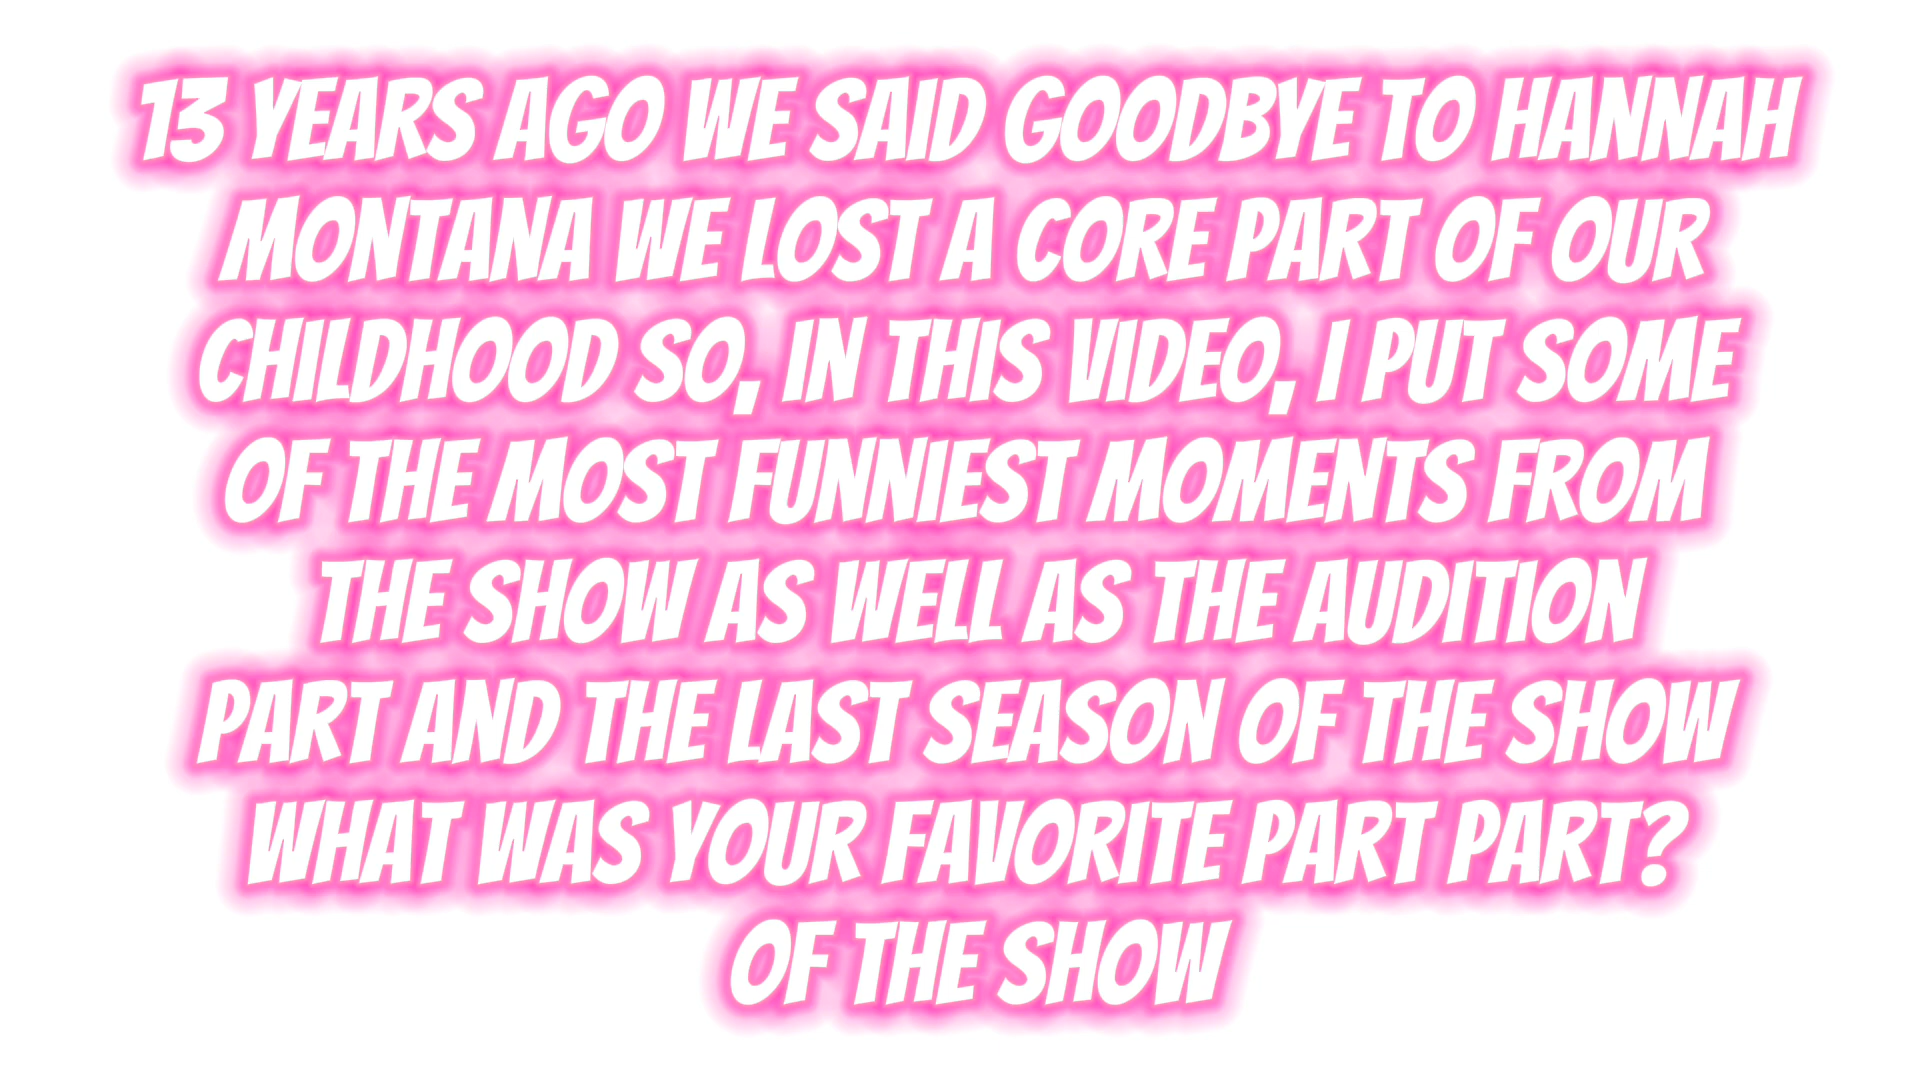 13 YEARS AGO WE SAID GOODBYE TO HANNAH
MONTANA WE LOST A CORE PART OF OUR
CHILDHOOD SO, IN THIS VIDEO, I PUT SOME
OF THE MOST FUNNIEST MOMENTS FROM
THE SHOW AS WELL AS THE AUDITION
PART AND THE LAST SEASON OF THE SHOW
WHAT WAS YOUR FAVORITE PART PART?
OF THE SHOW